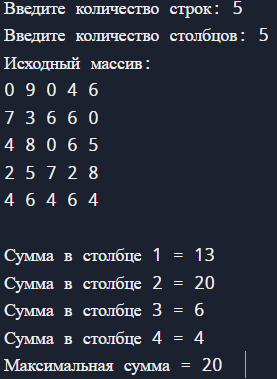 Введите количество строк: 5
Введите количество столбцов: 5
Исходный массив:
0 9 0 4 6
7 3 6 6 0
4 8 0 6 5
2 5 7 2 8
4 6 4 6 4
Сумма в столбце 1 = 13
Сумма в столбце 2 = 20
Сумма в столбце 3 = 6
Сумма в столбце 4 = 4
Максимальная сумма = 20